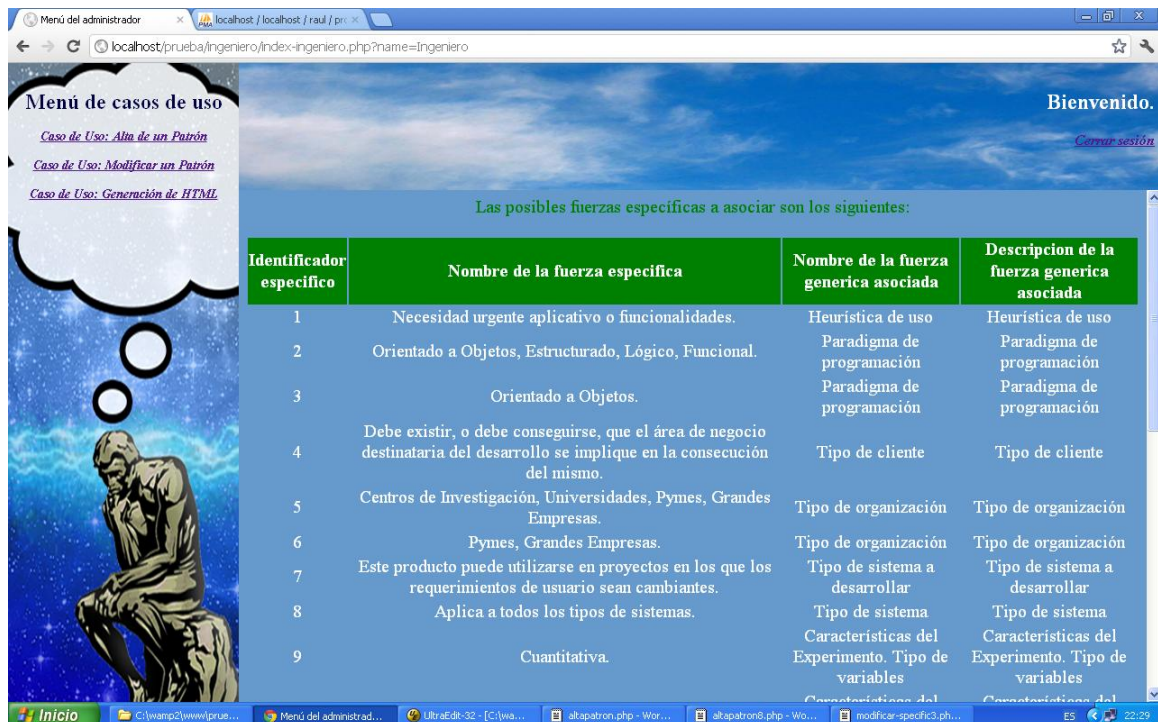 Menú del administrador
localhost / localhost / raul / pro
localhost/prueba/ingeniero/index-ingeniero.php?name=Ingeniero
Menú de casos de uso
Caso de Uso: Alta de un Patrón
Caso de Uso: Modificar un Patrón
Caso de Uso: Generación de HTML
Bienvenido.
Cerrar sesión
Las posibles fuerzas específicas a asociar son los siguientes:
Identificador especifico
Nombre de la fuerza especifica
Nombre de la fuerza generica asociada
Descripcion de la fuerza generica asociada
1 Necesidad urgente aplicativo o funcionalidades. Heurística de uso Heurística de uso
2 Orientado a Objetos, Estructurado, Lógico, Funcional. Paradigma de programación Paradigma de programación
3 Orientado a Objetos. Paradigma de programación Paradigma de programación
4 Debe existir, o debe conseguirse, que el área de negocio destinataria del desarrollo se implique en la consecución del mismo. Tipo de cliente Tipo de cliente
5 Centros de Investigación, Universidades, Pymes, Grandes Empresas. Tipo de organización Tipo de organización
6 Pymes, Grandes Empresas. Tipo de organización Tipo de organización
7 Este producto puede utilizarse en proyectos en los que los requerimientos de usuario sean cambiantes. Tipo de sistema a desarrollar Tipo de sistema a desarrollar
8 Aplica a todos los tipos de sistemas. Tipo de sistema Tipo de sistema
9 Cuantitativa. Características del Experimento. Tipo de variables Características del Experimento. Tipo de variables
Características del Características del
Inicio
C:\wamp2\www\prue...
Menú del administrad...
UltraEdit-32 - [C:\wa...
altapatron.php - Wor...
altapatron8.php - Wo...
modificar-specific3.ph...
ES
22:29